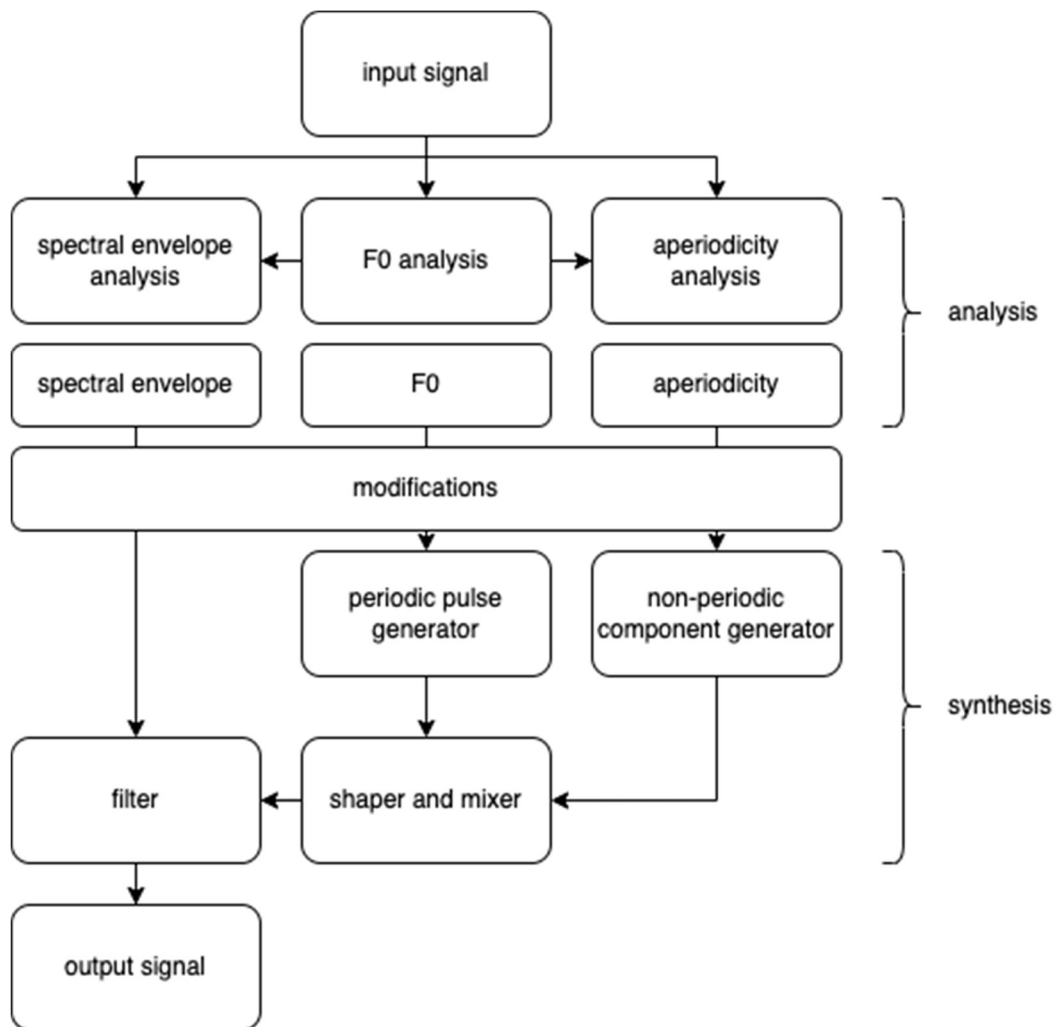 input signal
spectral envelope
analysis
F0 analysis
aperiodicity
analysis
analysis
spectral envelope
F0
aperiodicity
modifications
periodic pulse
generator
non-periodic
component generator
synthesis
filter
shaper and mixer
output signal